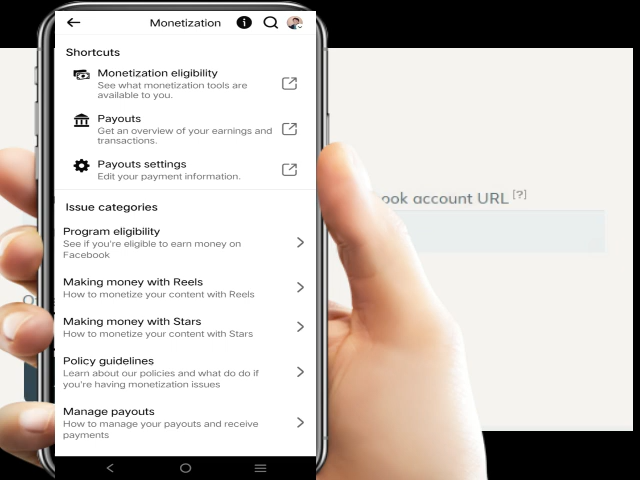 Monetization
Shortcuts
Monetization eligibility
See what monetization tools are
available to you.
Payouts
Get an overview of your earnings and
transactions.
Payouts settings
Edit your payment information.
Issue categories
Program eligibility
See if you're eligible to earn money on
Facebook
Making money with Reels
How to monetize your content with Reels
Making money with Stars
How to monetize your content with Stars
Policy guidelines
Learn about our policies and what do do if
you're having monetization issues
Manage payouts
How to manage your payouts and receive
payments
account URL [?]